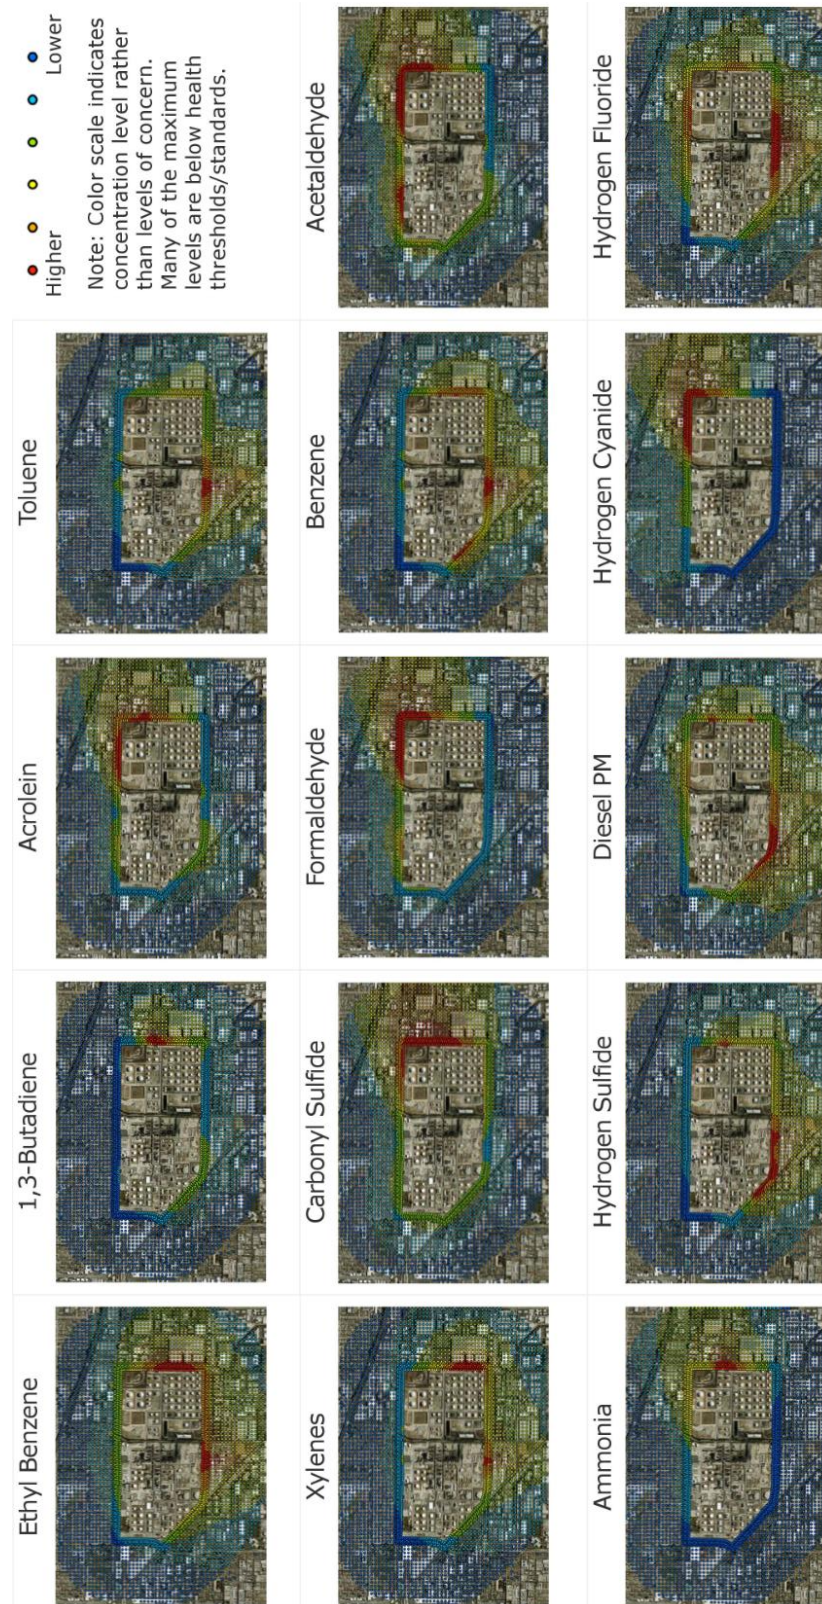 Ethyl Benzene
1,3-Butadiene
Acrolein
Toluene
Higher
Lower
Note: Color scale indicates
concentration level rather
than levels of concern.
Many of the maximum
levels are below health
thresholds/standards.
Xylenes
Carbonyl Sulfide
Formaldehyde
Benzene
Acetaldehyde
Ammonia
Hydrogen Sulfide
Diesel PM
Hydrogen Cyanide
Hydrogen Fluoride